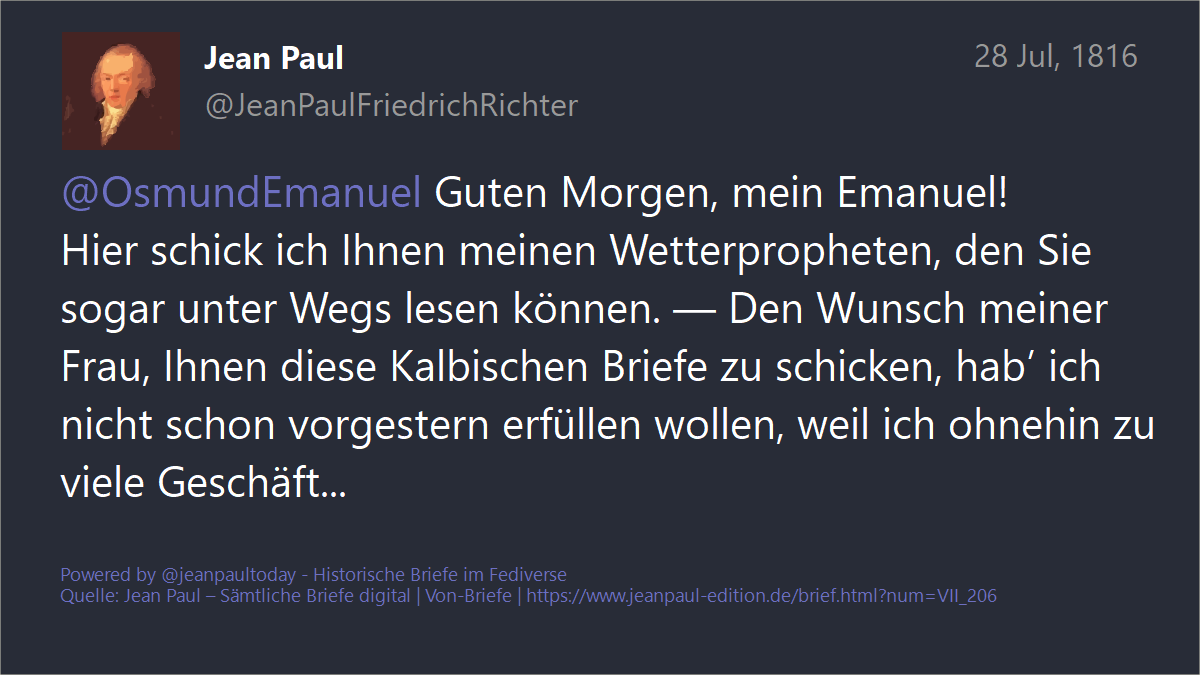 Jean Paul
28 Jul, 1816
@JeanPaulFriedrichRichter
@OsmundEmanuel Guten Morgen, mein Emanuel!
Hier schick ich Ihnen meinen Wetterpropheten, den Sie
sogar unter Wegs lesen können. — Den Wunsch meiner
Frau, Ihnen diese Kalbischen Briefe zu schicken, hab’ ich
nicht schon vorgestern erfüllen wollen, weil ich ohnehin zu
viele Geschäft...
Powered by @jeanpaultoday - Historische Briefe im Fediverse
Quelle: Jean Paul – Sämtliche Briefe digital | Von-Briefe | https://www.jeanpaul-edition.de/brief.html?num=VII_206